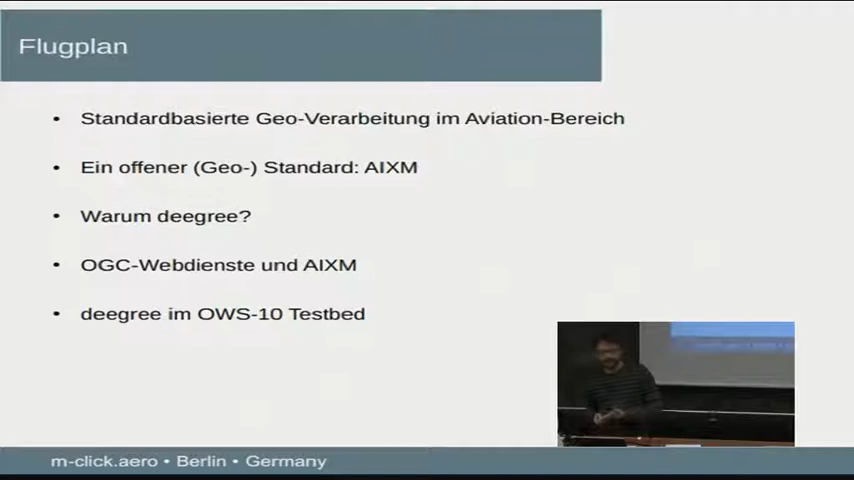 Flugplan
• Standardbasierte Geo-Verarbeitung im Aviation-Bereich
• Ein offener (Geo-) Standard: AIXM
• Warum deegree?
• OGC-Webdienste und AIXM
• deegree im OWS-10 Testbed
m-click.aero • Berlin • Germany